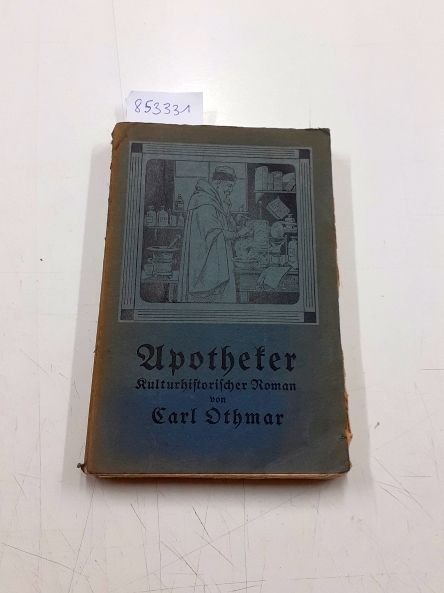 853331
Apotheker
Kulturhistorischer Roman
von
Carl Othmar